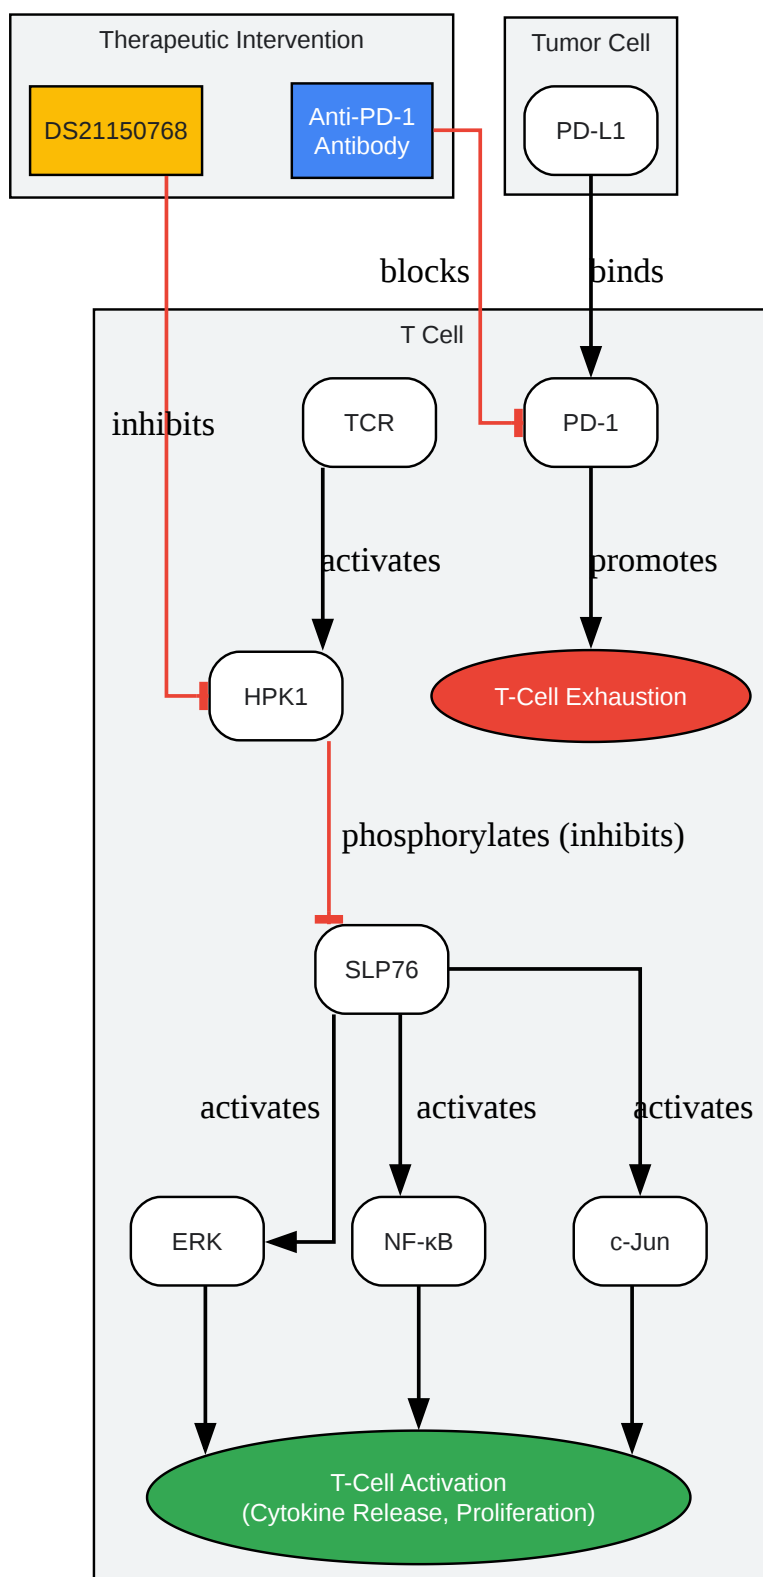 Therapeutic Intervention
Tumor Cell
DS21150768
Anti-PD-1
Antibody
PD-L1
blocks
binds
T Cell
inhibits
TCR
PD-1
activates
promotes
HPK1
T-Cell Exhaustion
phosphorylates (inhibits)
SLP76
activates
activates
activates
ERK
NF-κB
c-Jun
T-Cell Activation
(Cytokine Release, Proliferation)